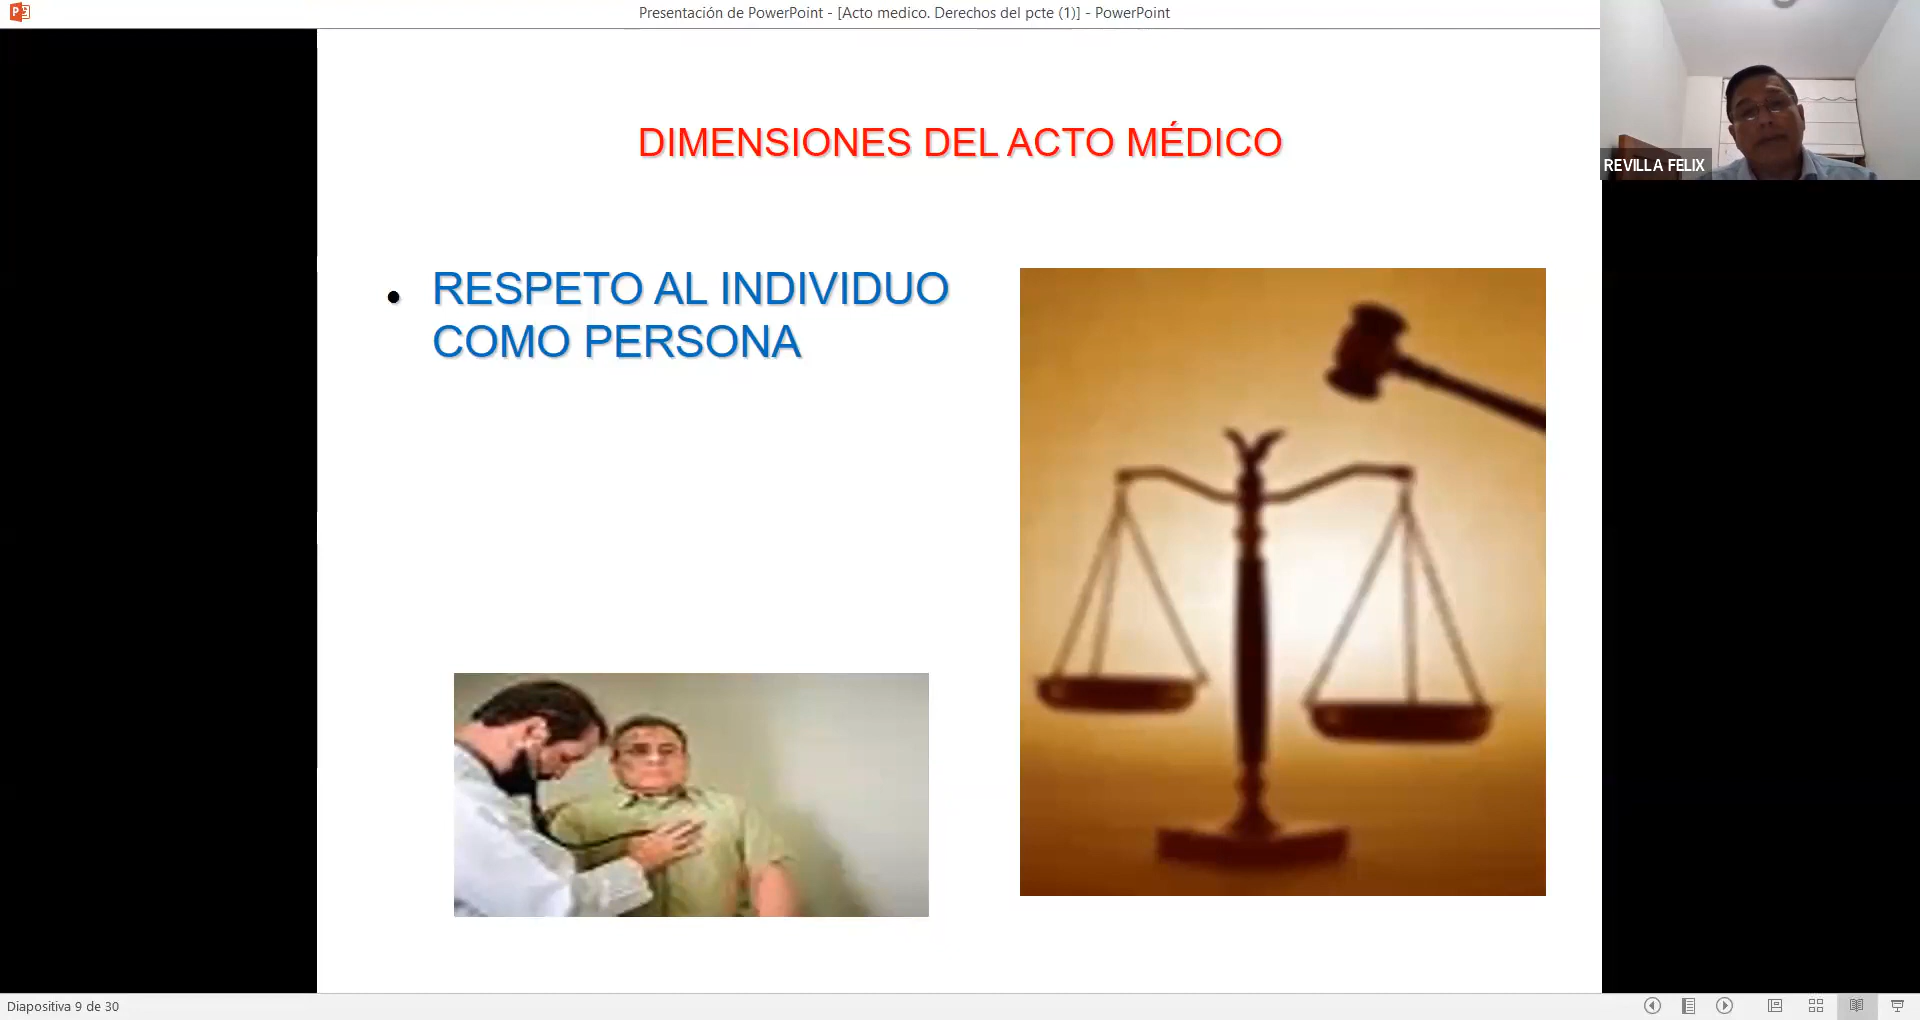 Presentación de PowerPoint - [Acto medico. Derechos del pcte (1)] - PowerPoint
REVILLA FELIX
DIMENSIONES DEL ACTO MÉDICO
• RESPETO AL INDIVIDUO
COMO PERSONA
Diapositiva 9 de 30